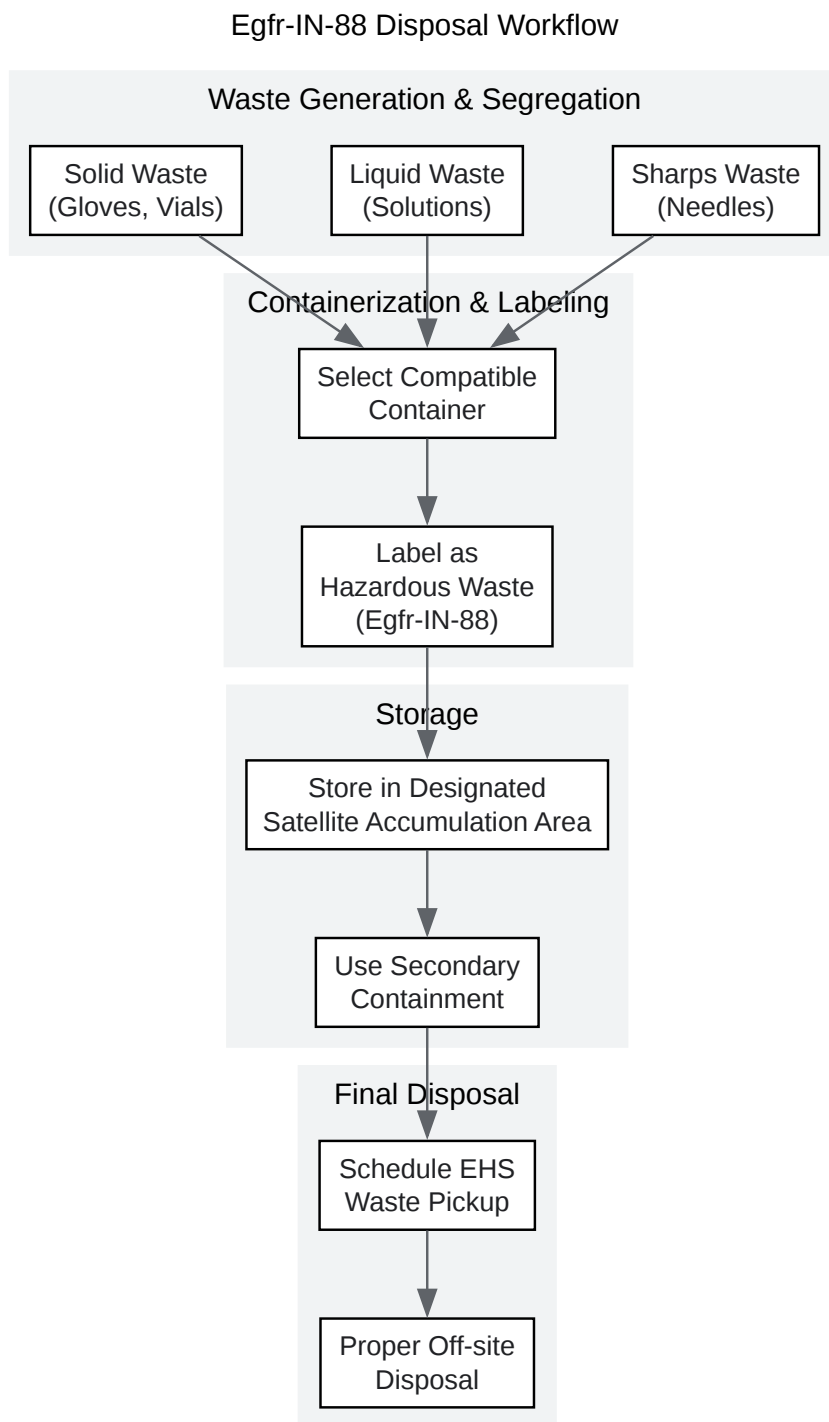 Egfr-IN-88 Disposal Workflow
Waste Generation & Segregation
Solid Waste
(Gloves, Vials)
Liquid Waste
(Solutions)
Sharps Waste
(Needles)
Containerization & Labeling
Select Compatible
Container
Label as
Hazardous Waste
(Egfr-IN-88)
Storage
Store in Designated
Satellite Accumulation Area
Use Secondary
Containment
Final Disposal
Schedule EHS
Waste Pickup
Proper Off-site
Disposal